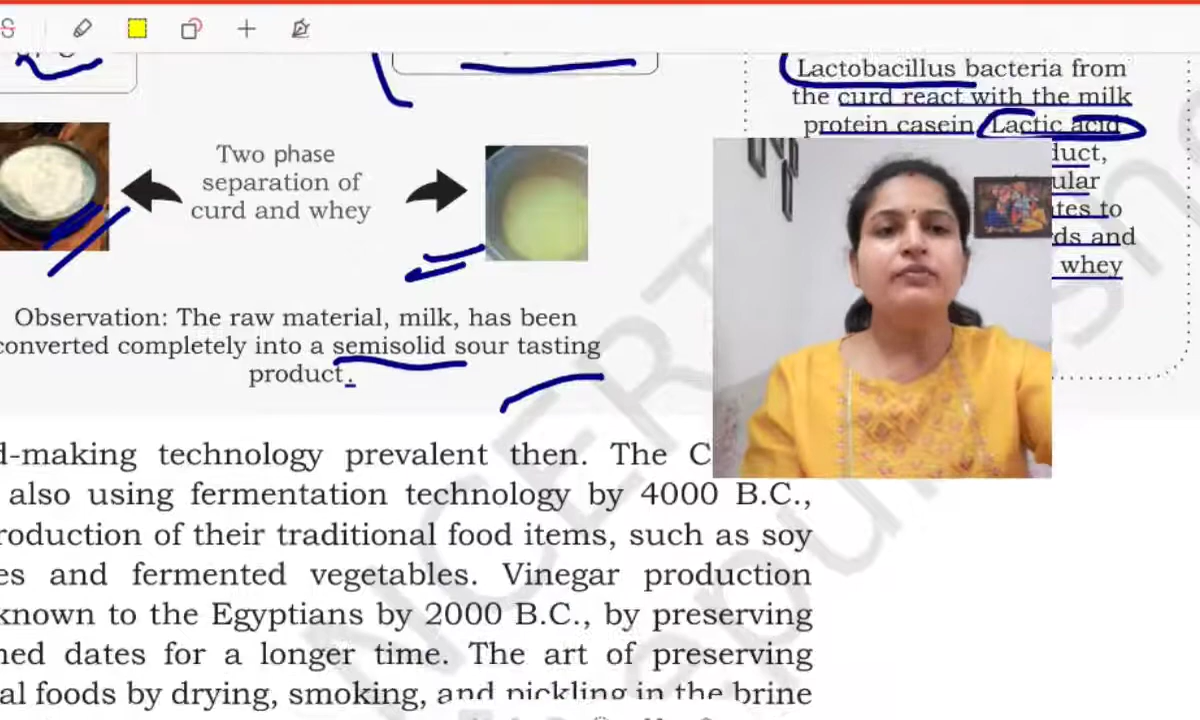 Lactobacillus bacteria from
the curd react with the milk
protein casein. Lactic acid
duct,
ular
ates to
rds and
whey
Two phase
separation of
curd and whey
Observation: The raw material, milk, has been
converted completely into a semisolid sour tasting
product.
d-making technology prevalent then. The C
also using fermentation technology by 4000 B.C.,
roduction of their traditional food items, such as soy
es and fermented vegetables. Vinegar production
known to the Egyptians by 2000 B.C., by preserving
ned dates for a longer time. The art of preserving
al foods by drying, smoking, and pickling in the brine
NCERT